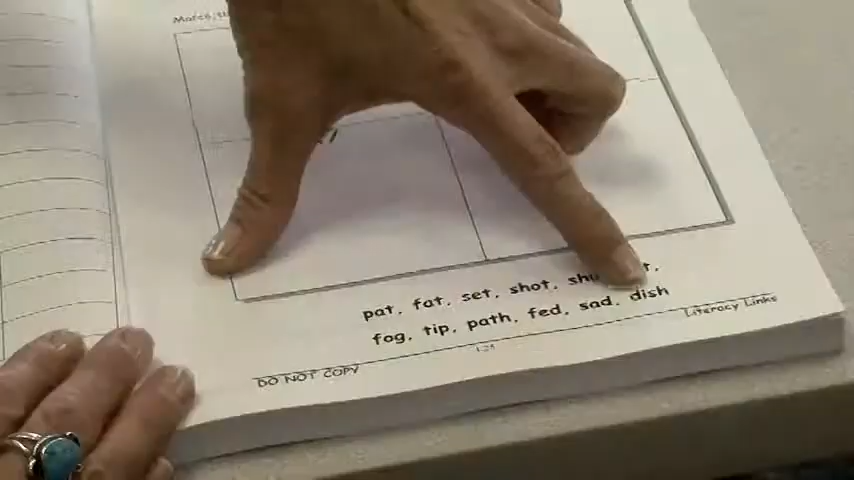 pat, fat, set, shot,
fog, tip, path, fed, sad, dish
Literacy Links
DO NOT COPY